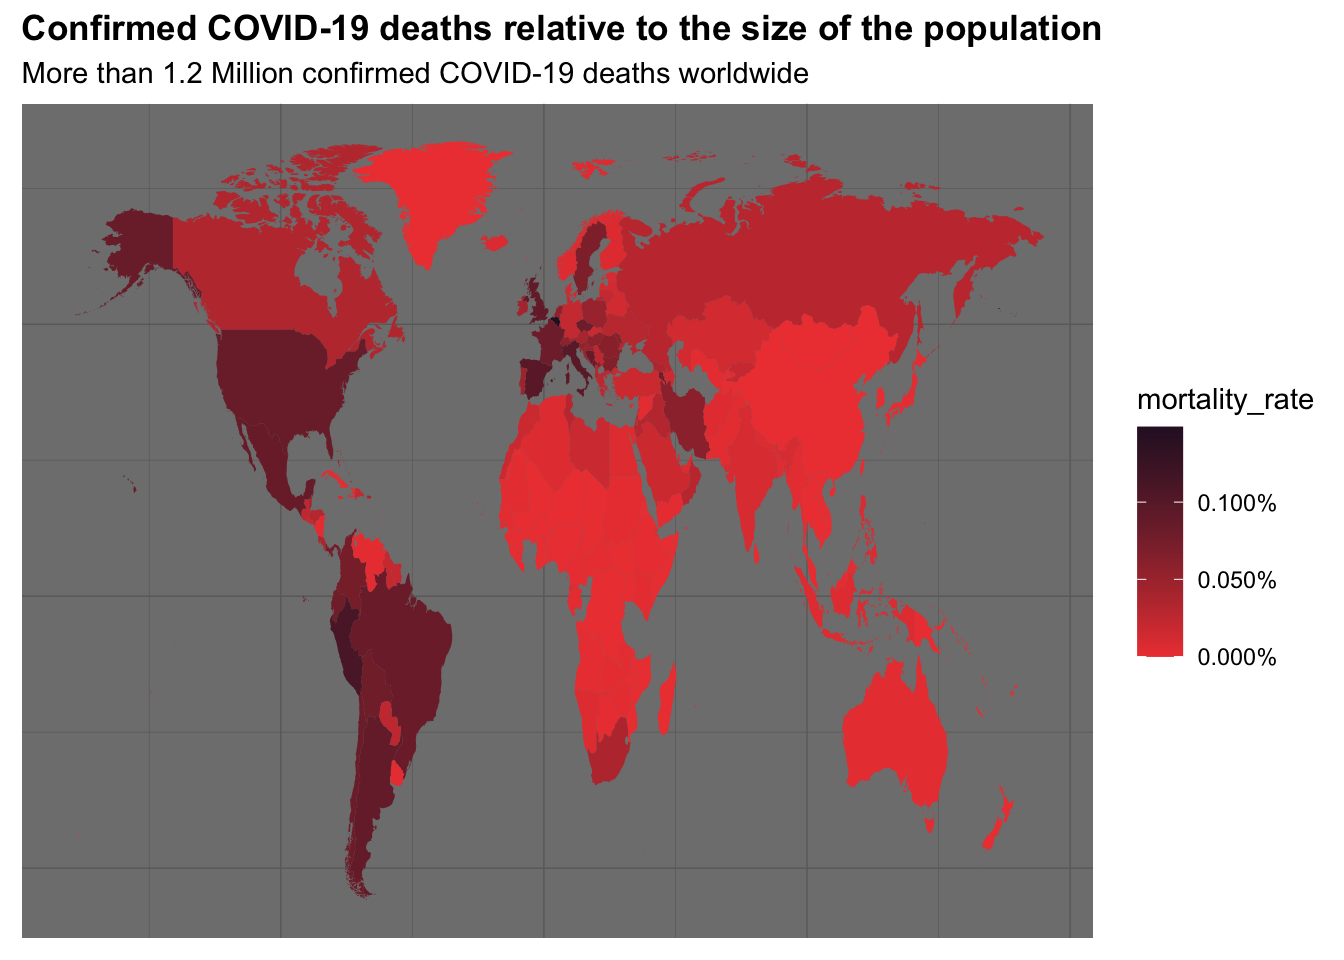 Confirmed COVID-19 deaths relative to the size of the population
More than 1.2 Million confirmed COVID-19 deaths worldwide
mortality_rate
0.100%
0.050%
0.000%